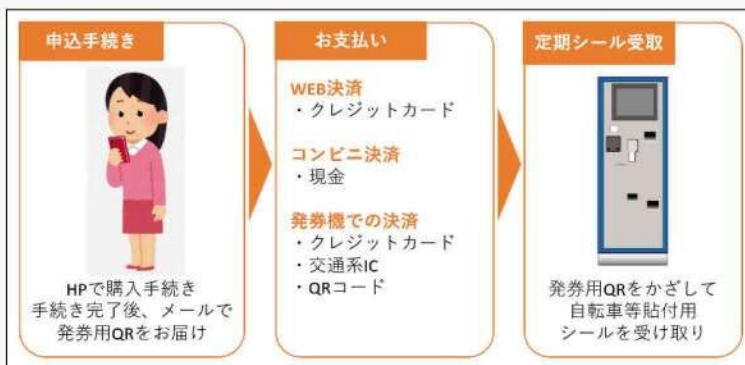 申込手続き
HPで購入手続き
手続き完了後、メールで
発券用QRをお届け
お支払い
WEB決済
・クレジットカード
コンビニ決済
・現金
発券機での決済
・クレジットカード
・交通系IC
・QRコード
定期シール受取
発券用QRをかざして
自転車等貼付用
シールを受け取り